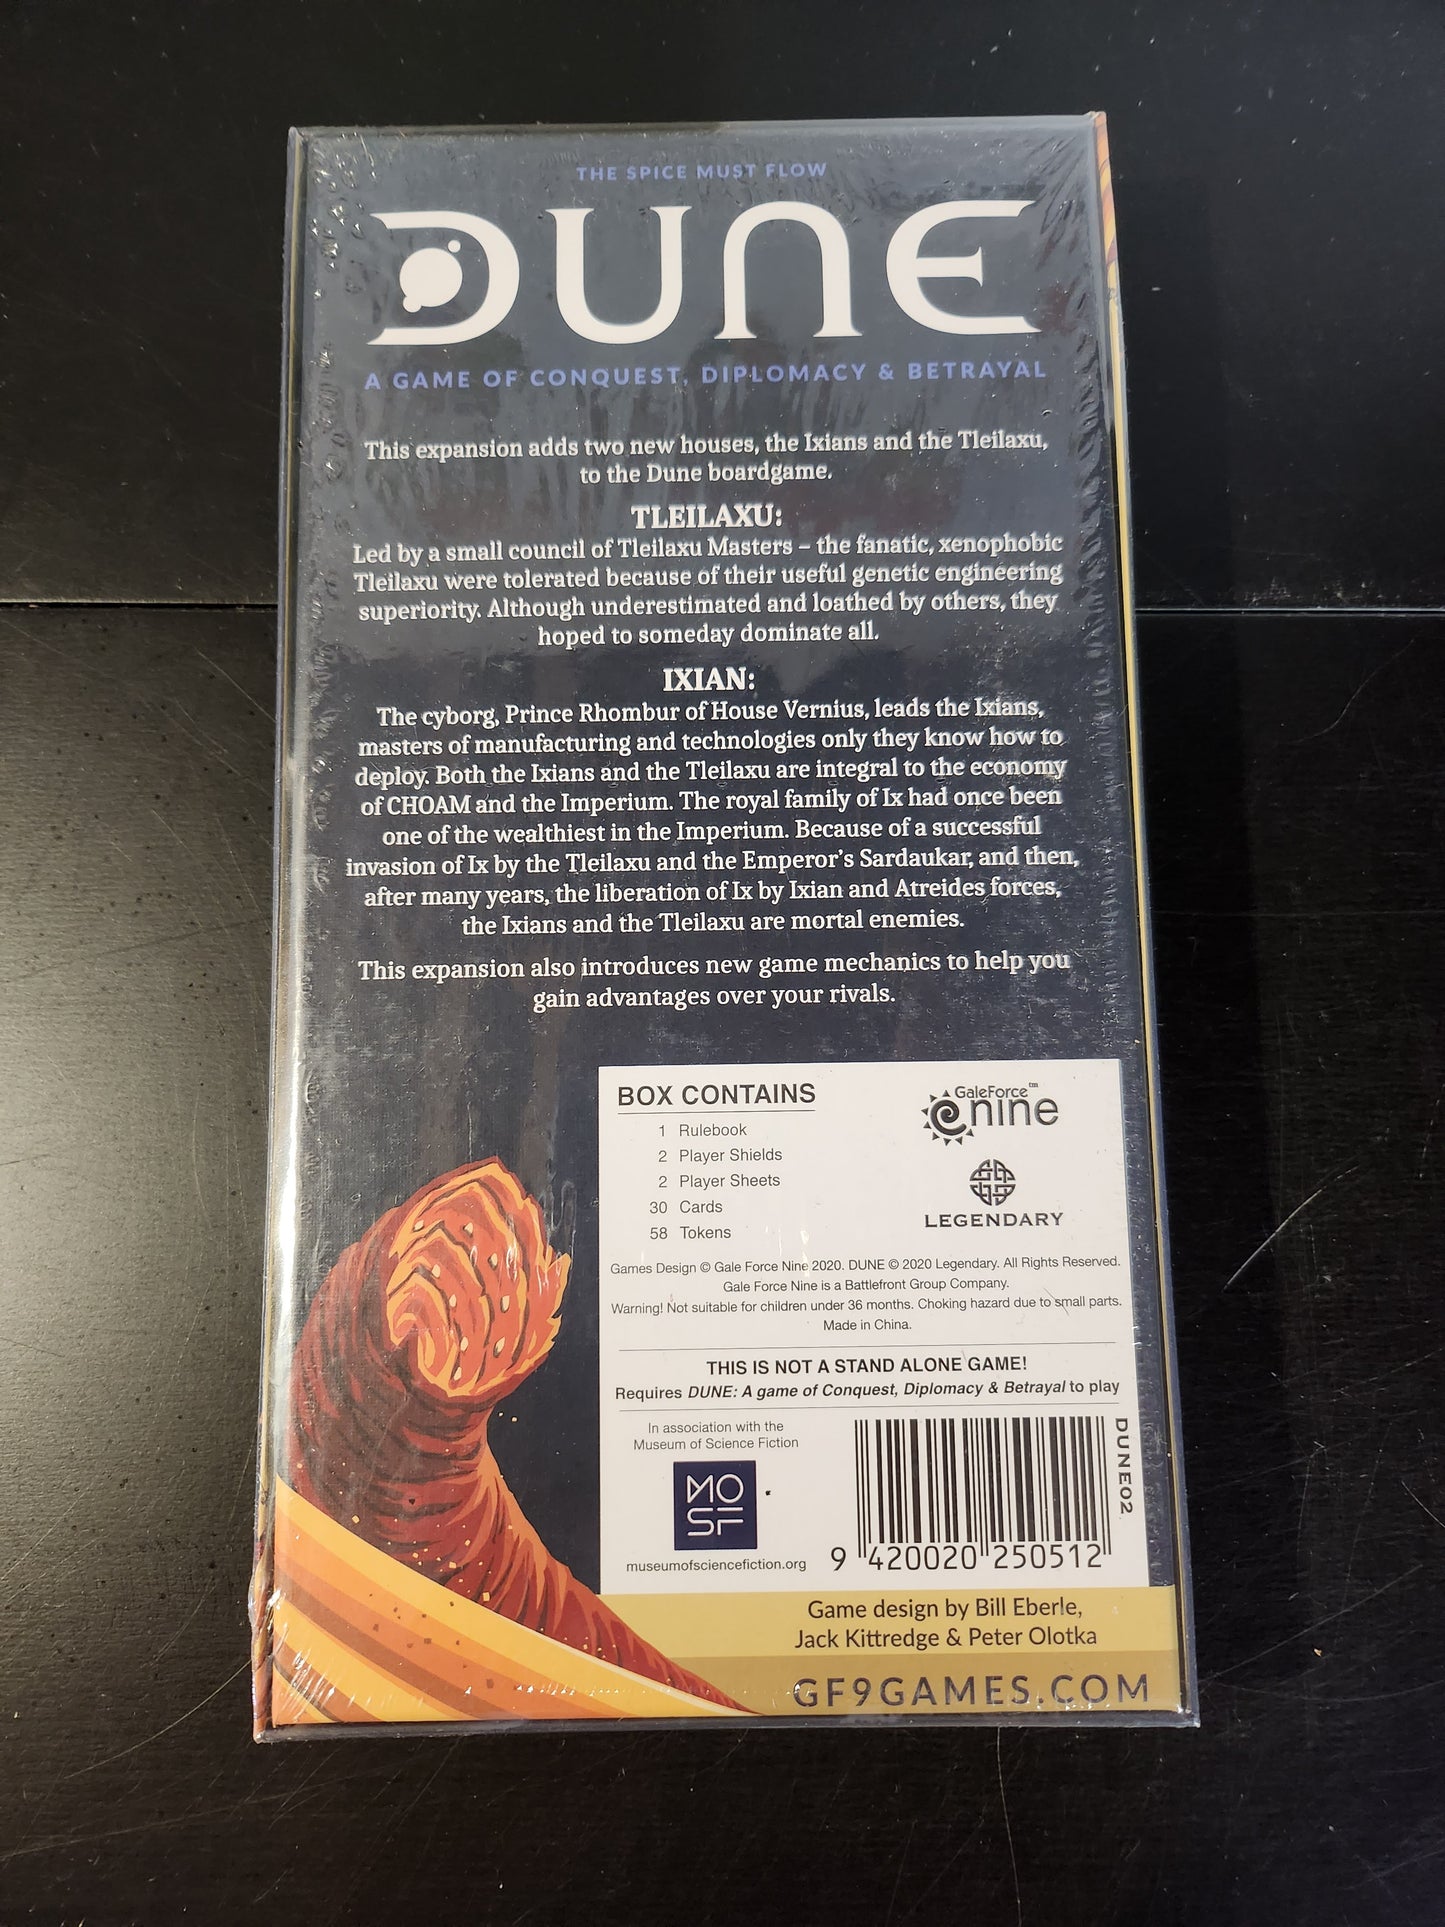 THE SPICE MUST FLOW
DUNE
A GAME OF CONQUEST, DIPLOMACY & BETRAYAL
This expansion adds two new houses, the Ixians and the Tleilaxu,
to the Dune boardgame.
TLEILAXU:
Led by a small council of Tleilaxu Masters – the fanatic, xenophobic
Tleilaxu were tolerated because of their useful genetic engineering
superiority. Although underestimated and loathed by others, they
hoped to someday dominate all.
IXIAN:
The cyborg, Prince Rhombur of House Vernius, leads the Ixians,
masters of manufacturing and technologies only they know how to
deploy. Both the Ixians and the Tleilaxu are integral to the economy
of CHOAM and the Imperium. The royal family of Ix had once been
one of the wealthiest in the Imperium. Because of a successful
invasion of Ix by the Tleilaxu and the Emperor's Sardaukar, and then,
after many years, the liberation of Ix by Ixian and Atreides forces,
the Ixians and the Tleilaxu are mortal enemies.
This expansion also introduces new game mechanics to help you
gain advantages over your rivals.
BOX CONTAINS
1 Rulebook
2 Player Shields
2 Player Sheets
30 Cards
58 Tokens
GaleForce™
nine
LEGENDARY
Games Design © Gale Force Nine 2020. DUNE © 2020 Legendary. All Rights Reserved.
Gale Force Nine is a Battlefront Group Company.
Warning! Not suitable for children under 36 months. Choking hazard due to small parts.
Made in China.
THIS IS NOT A STAND ALONE GAME!
Requires DUNE: A game of Conquest, Diplomacy & Betrayal to play
In association with the
Museum of Science Fiction
MO
SF
museumofsciencefiction.org
9 420020 250512
DUNE02
Game design by Bill Eberle,
Jack Kittredge & Peter Olotka
GF9GAMES.COM